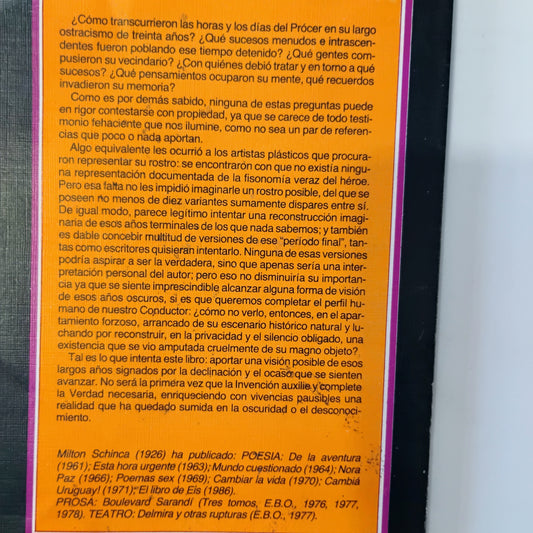 ¿Cómo transcurrieron las horas y los días del Prócer en su largo
ostracismo de treinta años? ¿Qué sucesos menudos e intrascen-
dentes fueron poblando ese tiempo detenido? ¿Qué gentes com-
pusieron su vecindario? ¿Con quiénes debió tratar y en torno a qué
sucesos? ¿Qué pensamientos ocuparon su mente, qué recuerdos
invadieron su memoria?
Como es por demás sabido, ninguna de estas preguntas puede
en rigor contestarse con propiedad, ya que se carece de todo testi-
monio fehaciente que nos ilumine, como no sea un par de referen-
cias que poco o nada aportan.
Algo equivalente les ocurrió a los artistas plásticos que procura-
ron representar su rostro: se encontraron con que no existía ningu-
na representación documentada de la fisonomía veraz del héroe.
Pero esa falta no les impidió imaginarle un rostro posible, del que se
poseen no menos de diez variantes sumamente dispares entre sí.
De igual modo, parece legítimo intentar una reconstrucción imagi-
naria de esos años terminales de los que nada sabemos; y también
es dable concebir multitud de versiones de ese "período final", tan-
tas como escritores quisieran intentarlo. Ninguna de esas versiones
podría aspirar a ser la verdadera, sino que apenas sería una inter-
pretación personal del autor; pero eso no disminuiría su importan-
cia ya que se siente imprescindible alcanzar alguna forma de visión
de esos años oscuros, si es que queremos completar el perfil hu-
mano de nuestro Conductor: ¿cómo no verlo, entonces, en el apar-
tamiento forzoso, arrancado de su escenario histórico natural y lu-
chando por reconstruir, en la privacidad y el silencio obligado, una
existencia que se vio amputada cruelmente de su magno objeto?
Tal es lo que intenta este libro: aportar una visión posible de esos
largos años signados por la declinación y el ocaso que se sienten
avanzar. No será la primera vez que la Invención auxilie y complete
la Verdad necesaria, enriqueciendo con vivencias pausibles una
realidad que ha quedado sumida en la oscuridad o el desconoci-
miento.
Milton Schinca (1926) ha publicado: POESIA: De la aventura
(1961); Esta hora urgente (1963); Mundo cuestionado (1964); Nora
Paz (1966); Poemas sex (1969); Cambiar la vida (1970); Cambiá
Uruguay! (1971); El libro de Eis (1986).
PROSA: Boulevard Sarandí (Tres tomos, E.B.O., 1976, 1977,
1978). TEATRO: Delmira y otras rupturas (E.B.O., 1977).